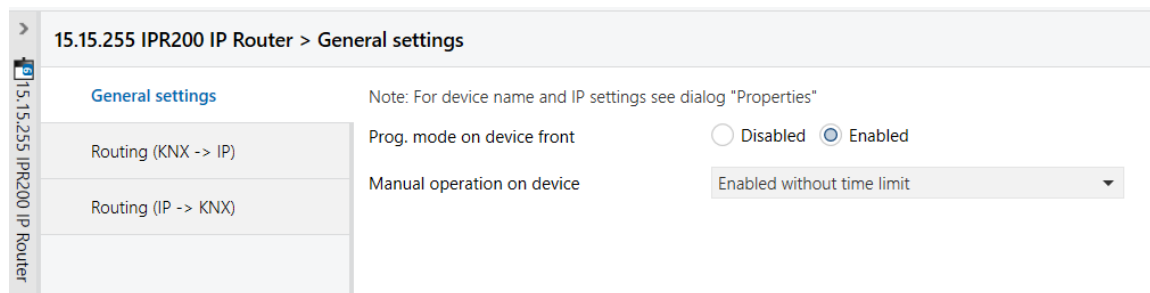 15.15.255 IPR200 IP Router > General settings
15.15.255 IPR200 IP Router
General settings
Routing (KNX -> IP)
Routing (IP -> KNX)
Note: For device name and IP settings see dialog "Properties"
Prog. mode on device front Disabled Enabled
Manual operation on device Enabled without time limit